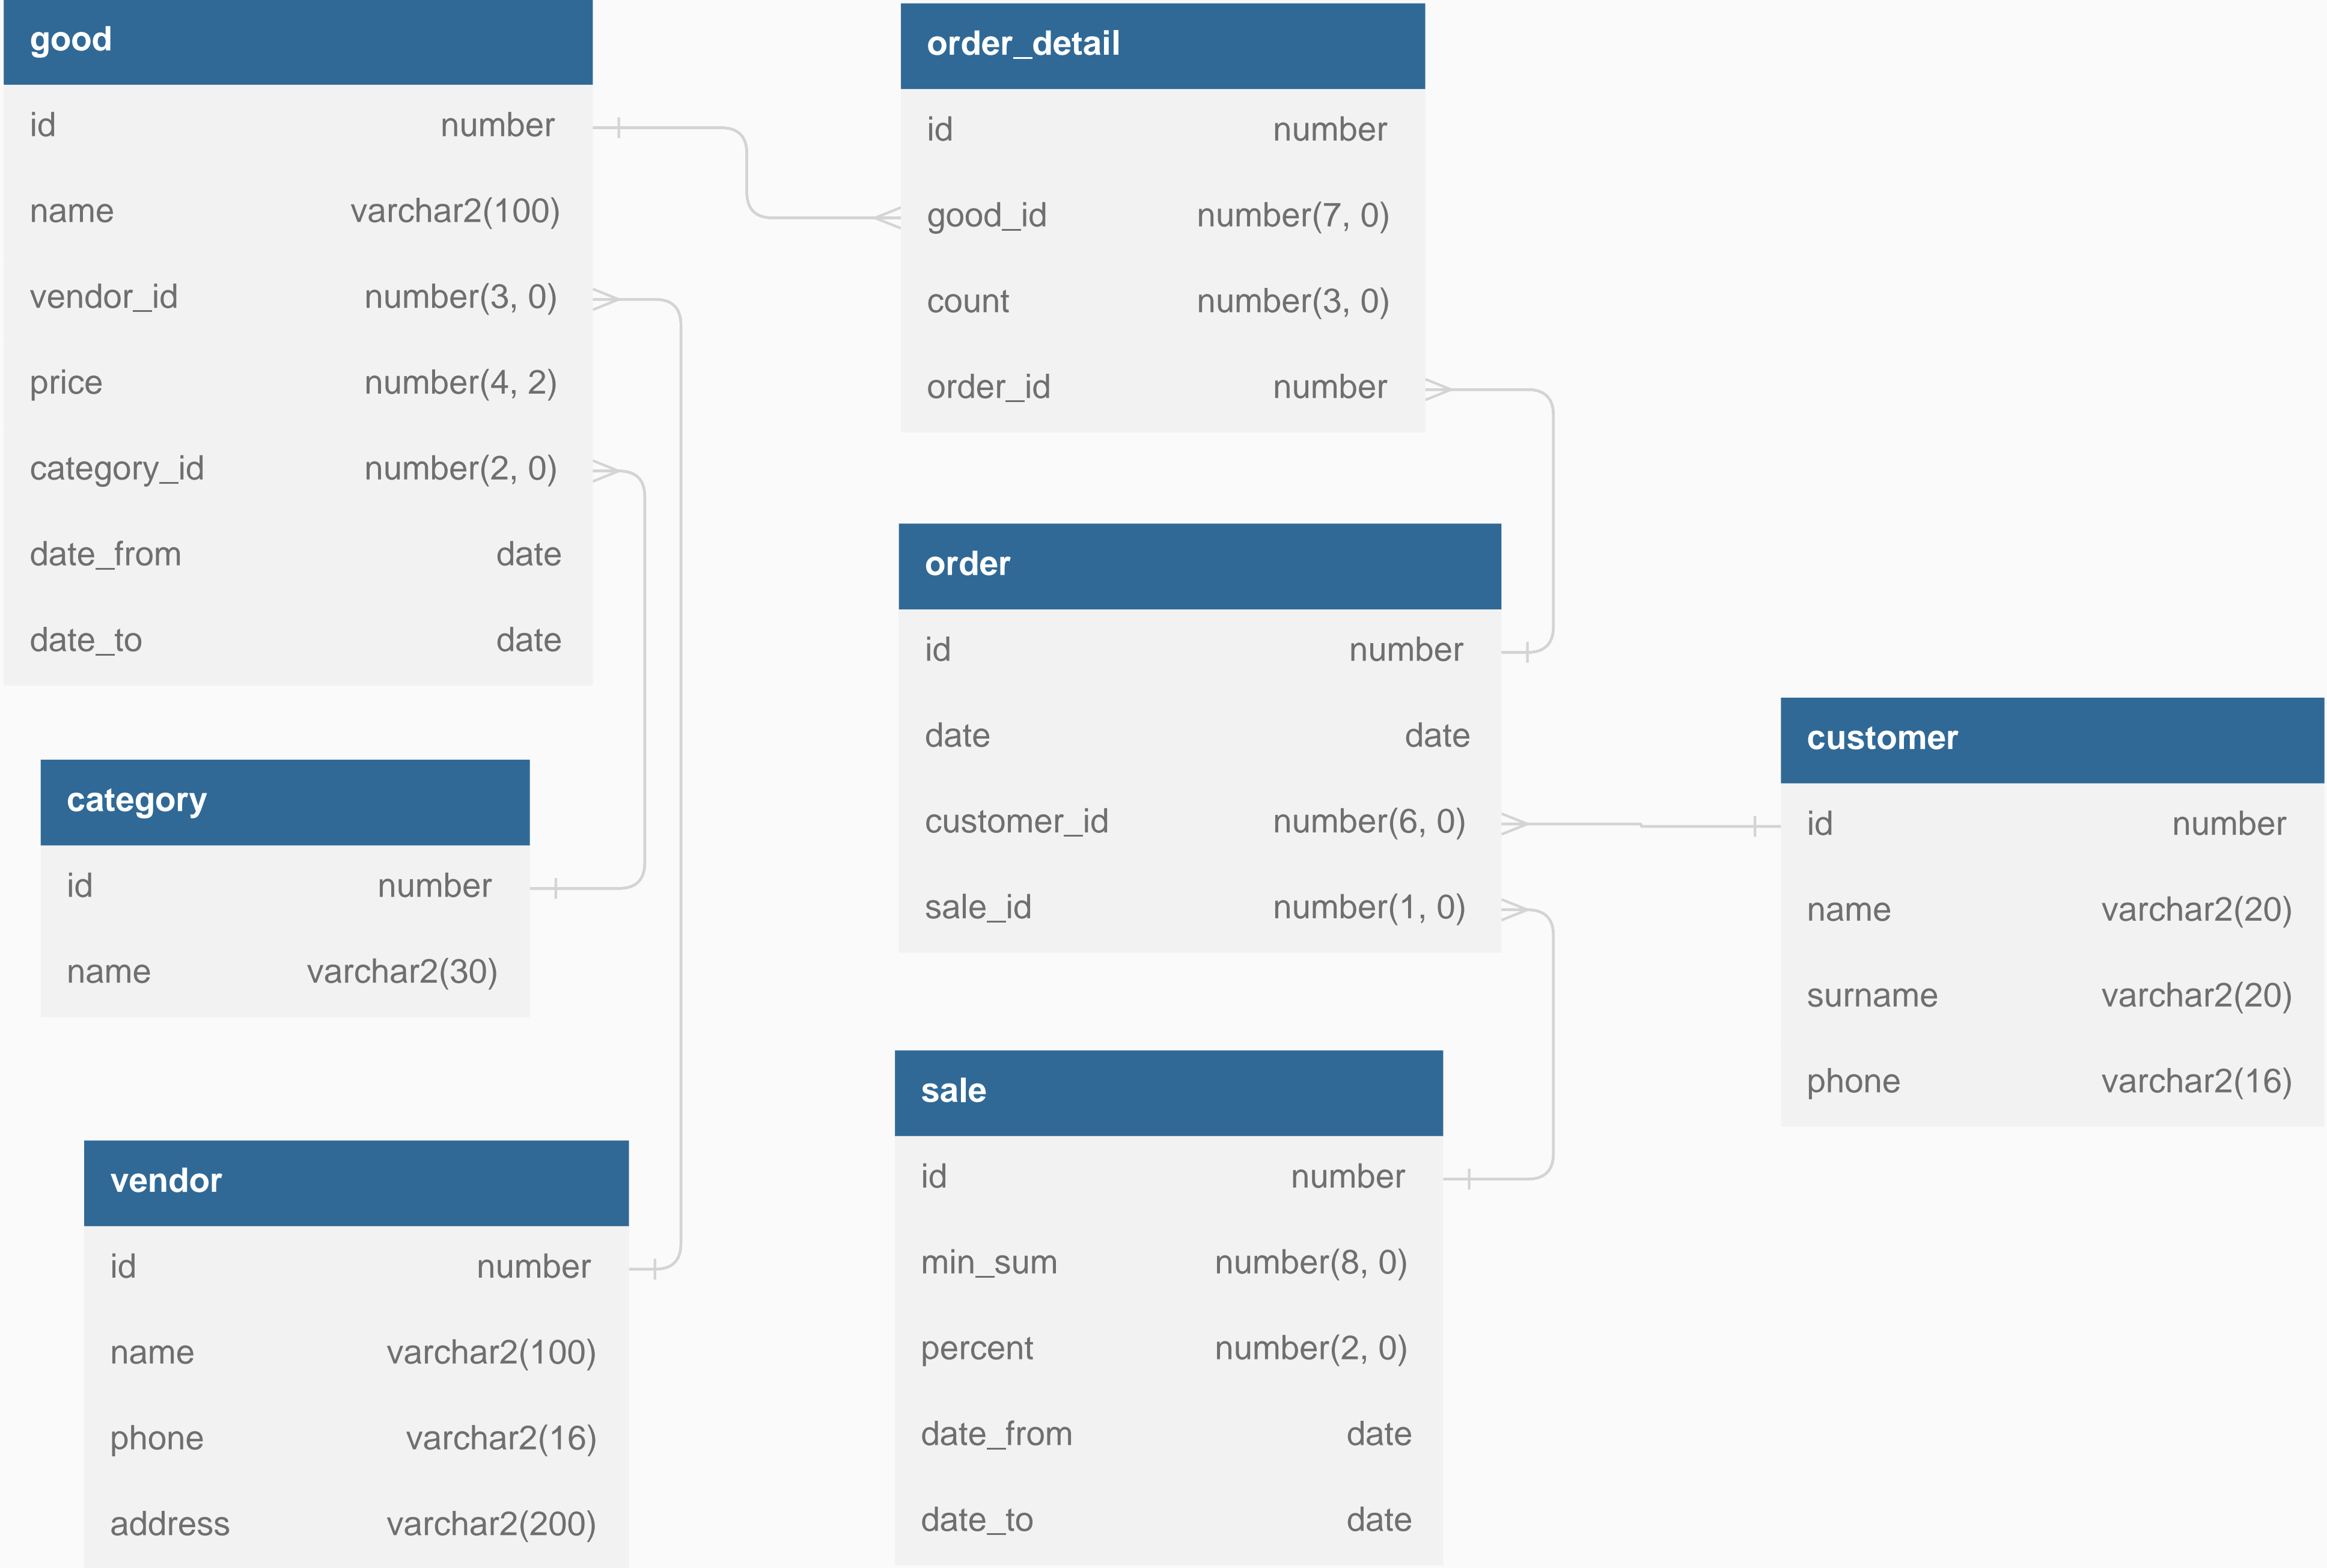 good
id number
name varchar2(100)
vendor_id number(3, 0)
price number(4, 2)
category_id number(2, 0)
date_from date
date_to date
category
id number
name varchar2(30)
vendor
id number
name varchar2(100)
phone varchar2(16)
address varchar2(200)
order_detail
id number
good_id number(7, 0)
count number(3, 0)
order_id number
order
id number
date date
customer_id number(6, 0)
sale_id number(1, 0)
sale
id number
min_sum number(8, 0)
percent number(2, 0)
date_from date
date_to date
customer
id number
name varchar2(20)
surname varchar2(20)
phone varchar2(16)